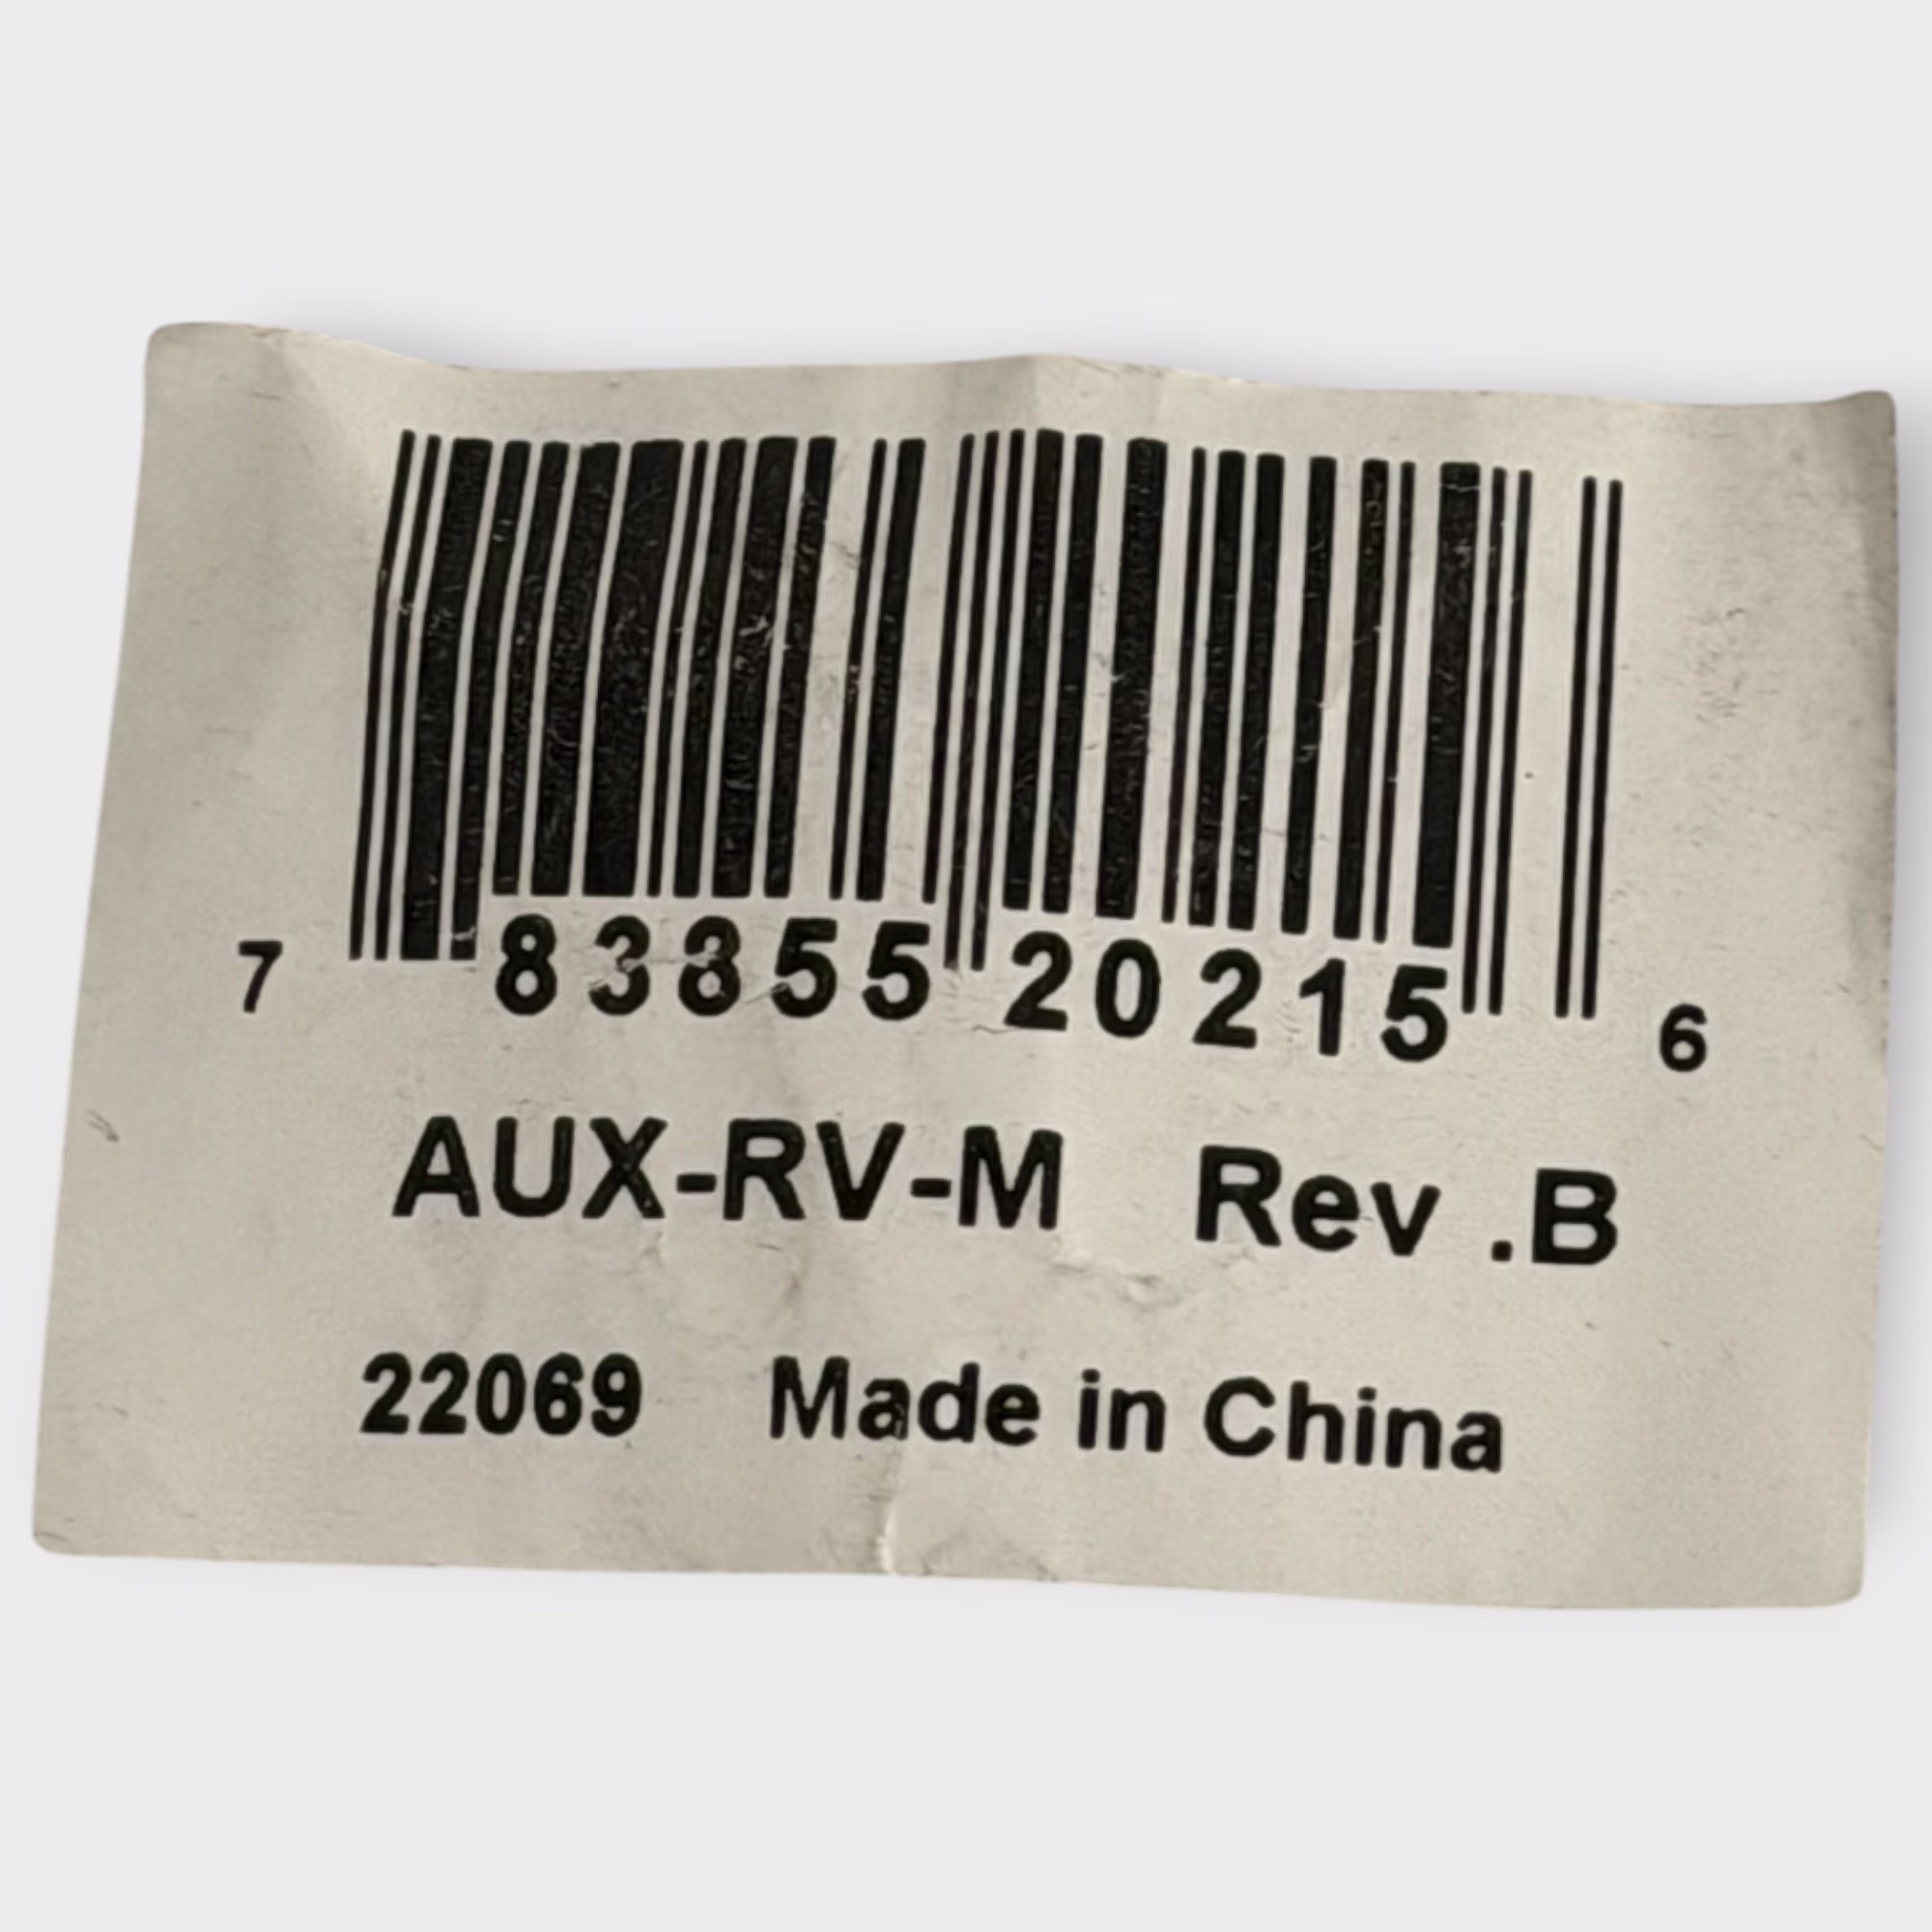 7 83855 20215 6
AUX-RV-M Rev .B
22069 Made in China